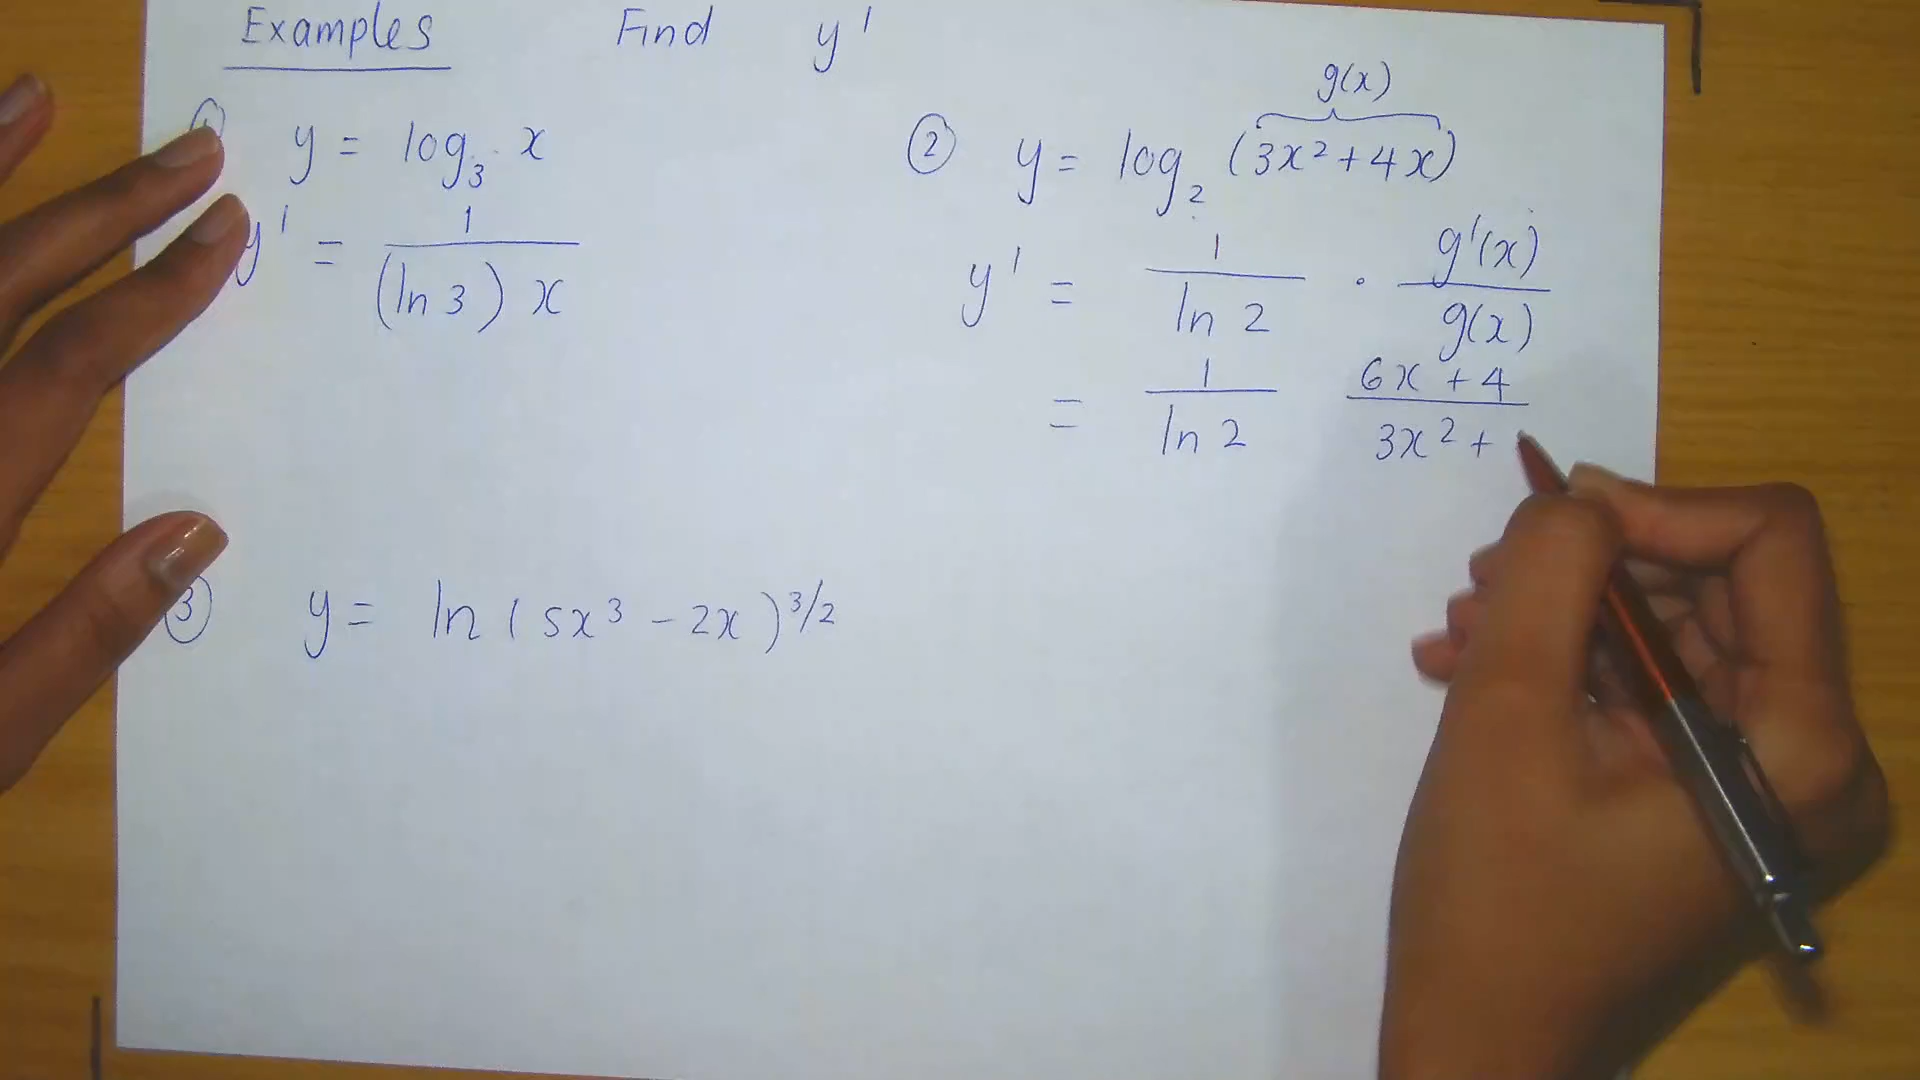 Examples Find y'
① y = log₃ x
y' = 1/((ln 3) x)
② y = log₂ (3x² + 4x)
g(x)
y' = 1/(ln 2) · g'(x)/g(x)
= 1/(ln 2) (6x + 4)/(3x² +
③ y = ln (5x³ - 2x)^3/2